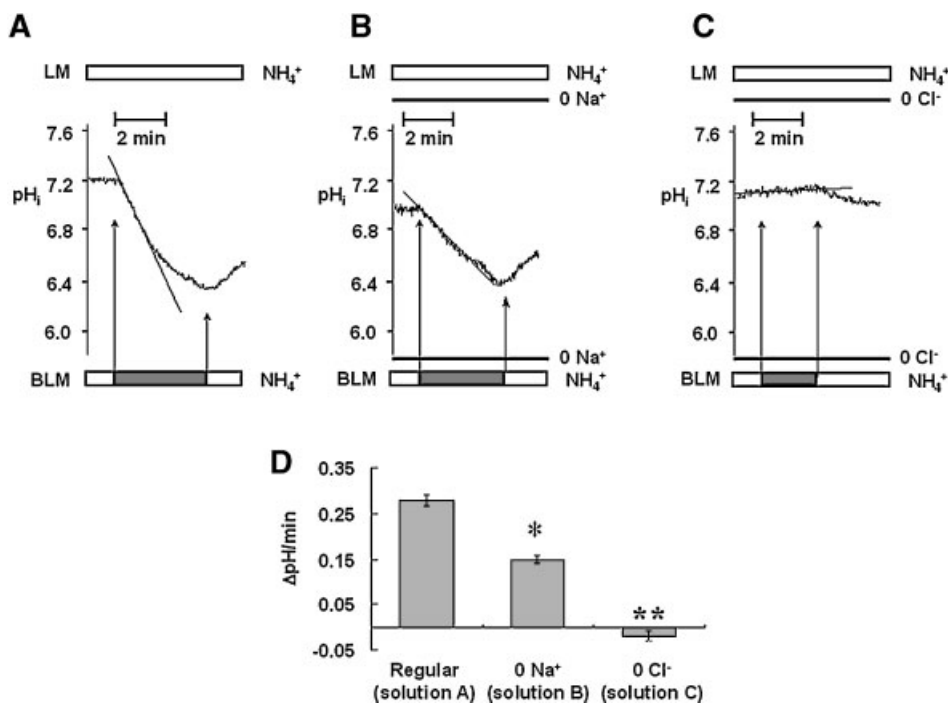 A
LM
NH₄⁺
2 min
7.6
7.2
pHᵢ
6.8
6.4
6.0
BLM
NH₄⁺
B
LM
NH₄⁺
0 Na⁺
2 min
7.6
7.2
pHᵢ
6.8
6.4
6.0
0 Na⁺
BLM
NH₄⁺
C
LM
NH₄⁺
0 Cl⁻
2 min
7.6
7.2
pHᵢ
6.8
6.4
6.0
0 Cl⁻
BLM
NH₄⁺
D
0.35
0.25
0.15
0.05
-0.05
ΔpH/min
*
**
Regular
(solution A)
0 Na⁺
(solution B)
0 Cl⁻
(solution C)